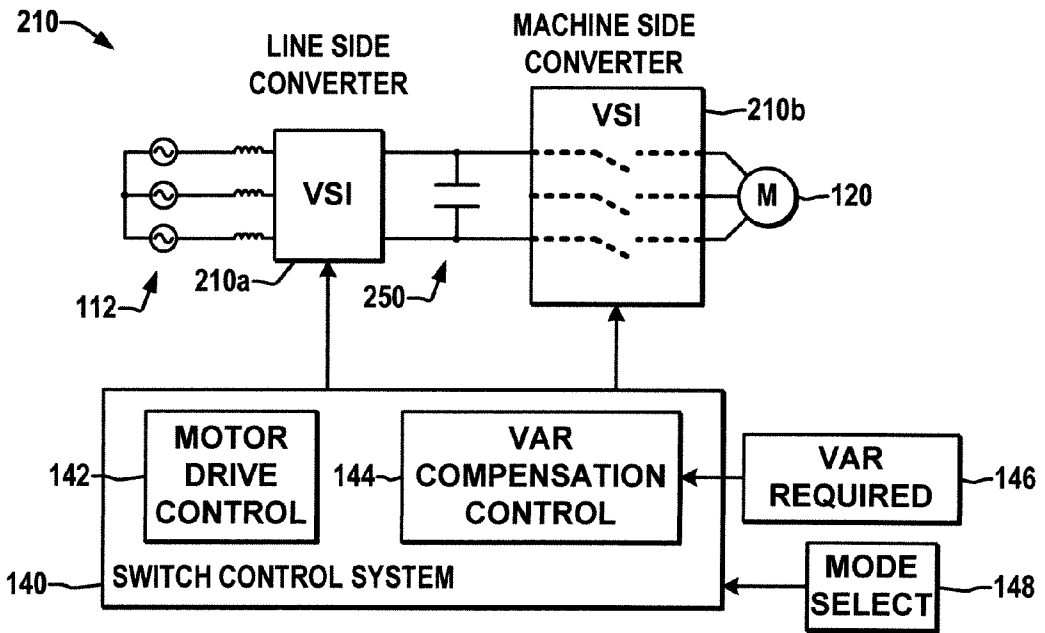 210
LINE SIDE
CONVERTER
MACHINE SIDE
CONVERTER
VSI
210b
VSI
M
120
112
210a
250
142
MOTOR
DRIVE
CONTROL
144
VAR
COMPENSATION
CONTROL
VAR
REQUIRED
146
140
SWITCH CONTROL SYSTEM
MODE
SELECT
148